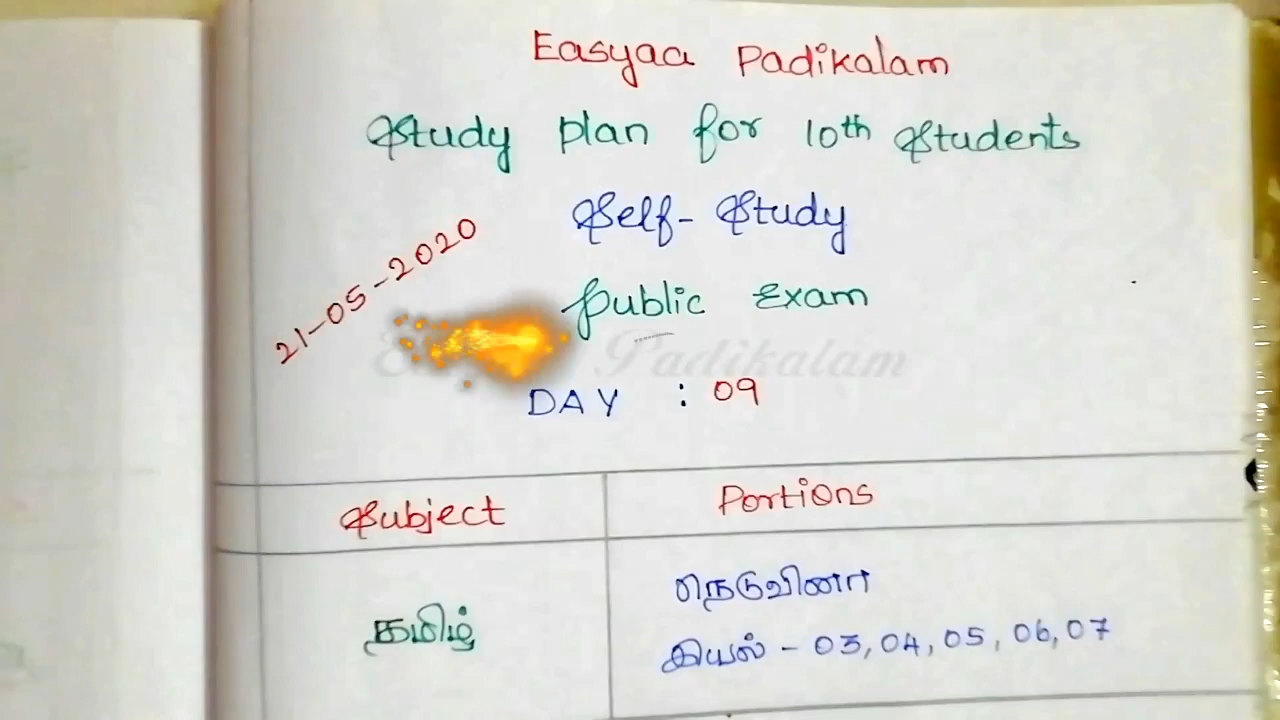 Easyaa Padikalam
Study plan for 10th Students
Self- Study
21-05-2020
Public Exam
Padikalam
DAY : 09
Subject Portions
தமிழ் நெடுவினா
இயல் - 03, 04, 05, 06, 07